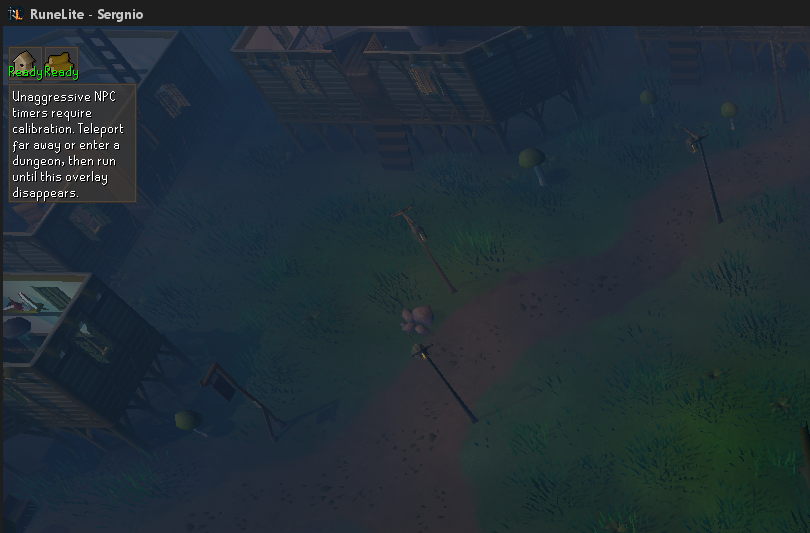 RuneLite - Sergnio
Ready Ready
Unaggressive NPC
timers require
calibration. Teleport
far away or enter a
dungeon, then run
until this overlay
disappears.